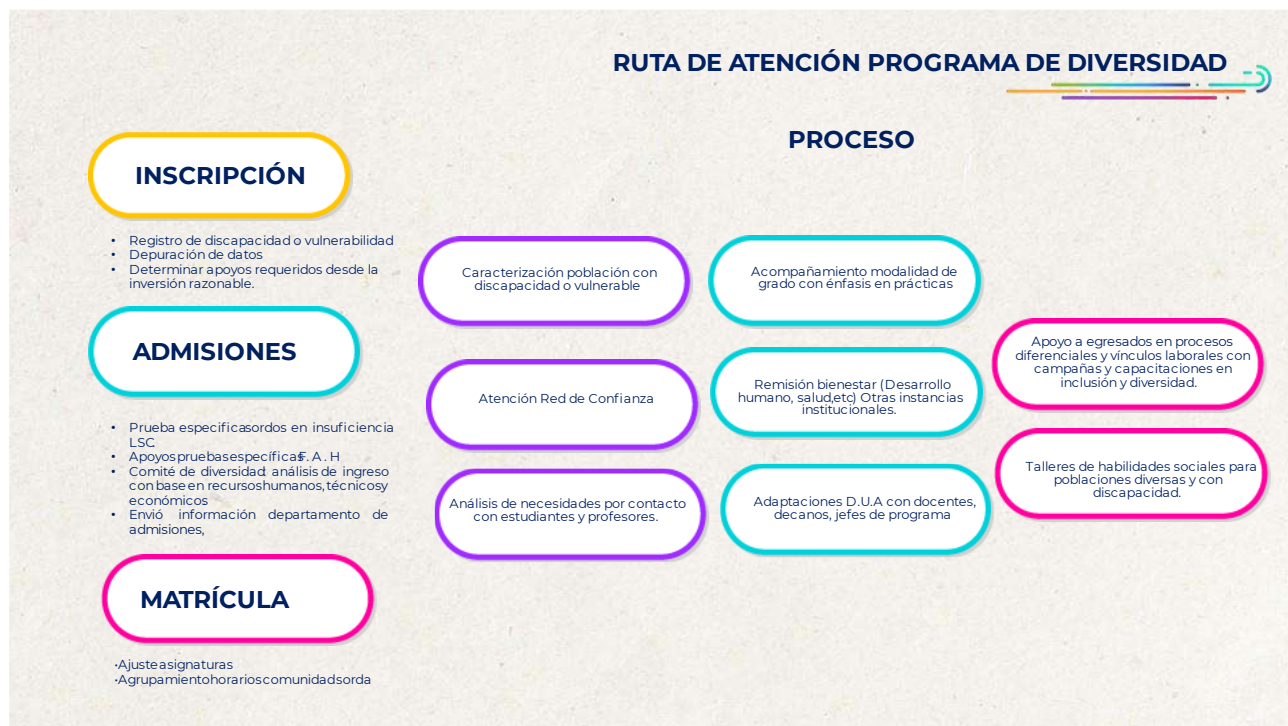 RUTA DE ATENCIÓN PROGRAMA DE DIVERSIDAD
PROCESO
INSCRIPCIÓN
• Registro de discapacidad o vulnerabilidad
• Depuración de datos
• Determinar apoyos requeridos desde la
inversión razonable.
ADMISIONES
• Prueba especificasordos en insuficiencia
LSC
• Apoyospruebasespecíficas F. A . H
• Comité de diversidad: análisis de ingreso
con base en recursoshumanos, técnicosy
económicos
• Envió información departamento de
admisiones,
MATRÍCULA
•Ajusteasignaturas
•Agrupamientohorarioscomunidadsorda
Caracterización población con
discapacidad o vulnerable
Atención Red de Confianza
Análisis de necesidades por contacto
con estudiantes y profesores.
Acompañamiento modalidad de
grado con énfasis en prácticas
Remisión bienestar (Desarrollo
humano, salud,etc) Otras instancias
institucionales.
Adaptaciones D.U.A con docentes,
decanos, jefes de programa
Apoyo a egresados en procesos
diferenciales y vínculos laborales con
campañas y capacitaciones en
inclusión y diversidad.
Talleres de habilidades sociales para
poblaciones diversas y con
discapacidad.